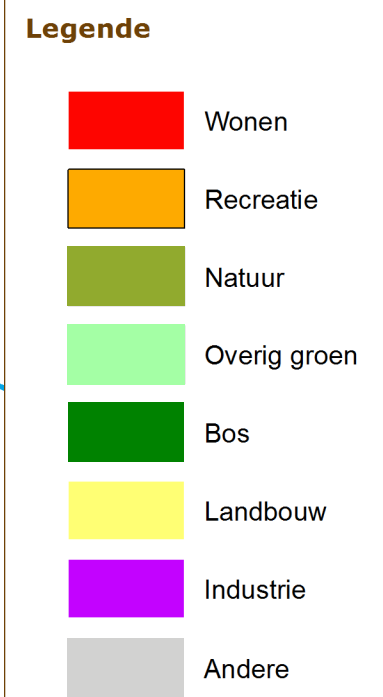 Legende
Wonen
Recreatie
Natuur
Overig groen
Bos
Landbouw
Industrie
Andere